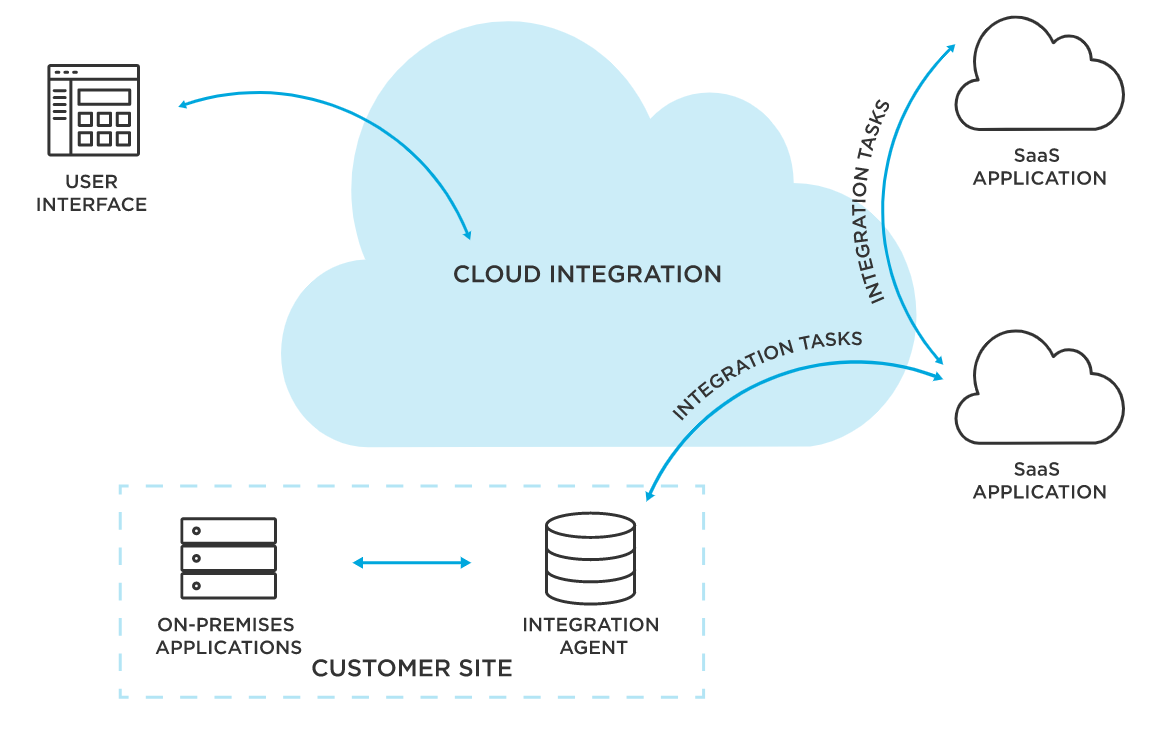 USER
INTERFACE
CLOUD INTEGRATION
INTEGRATION TASKS
SaaS
APPLICATION
INTEGRATION TASKS
SaaS
APPLICATION
ON-PREMISES
APPLICATIONS
INTEGRATION
AGENT
CUSTOMER SITE